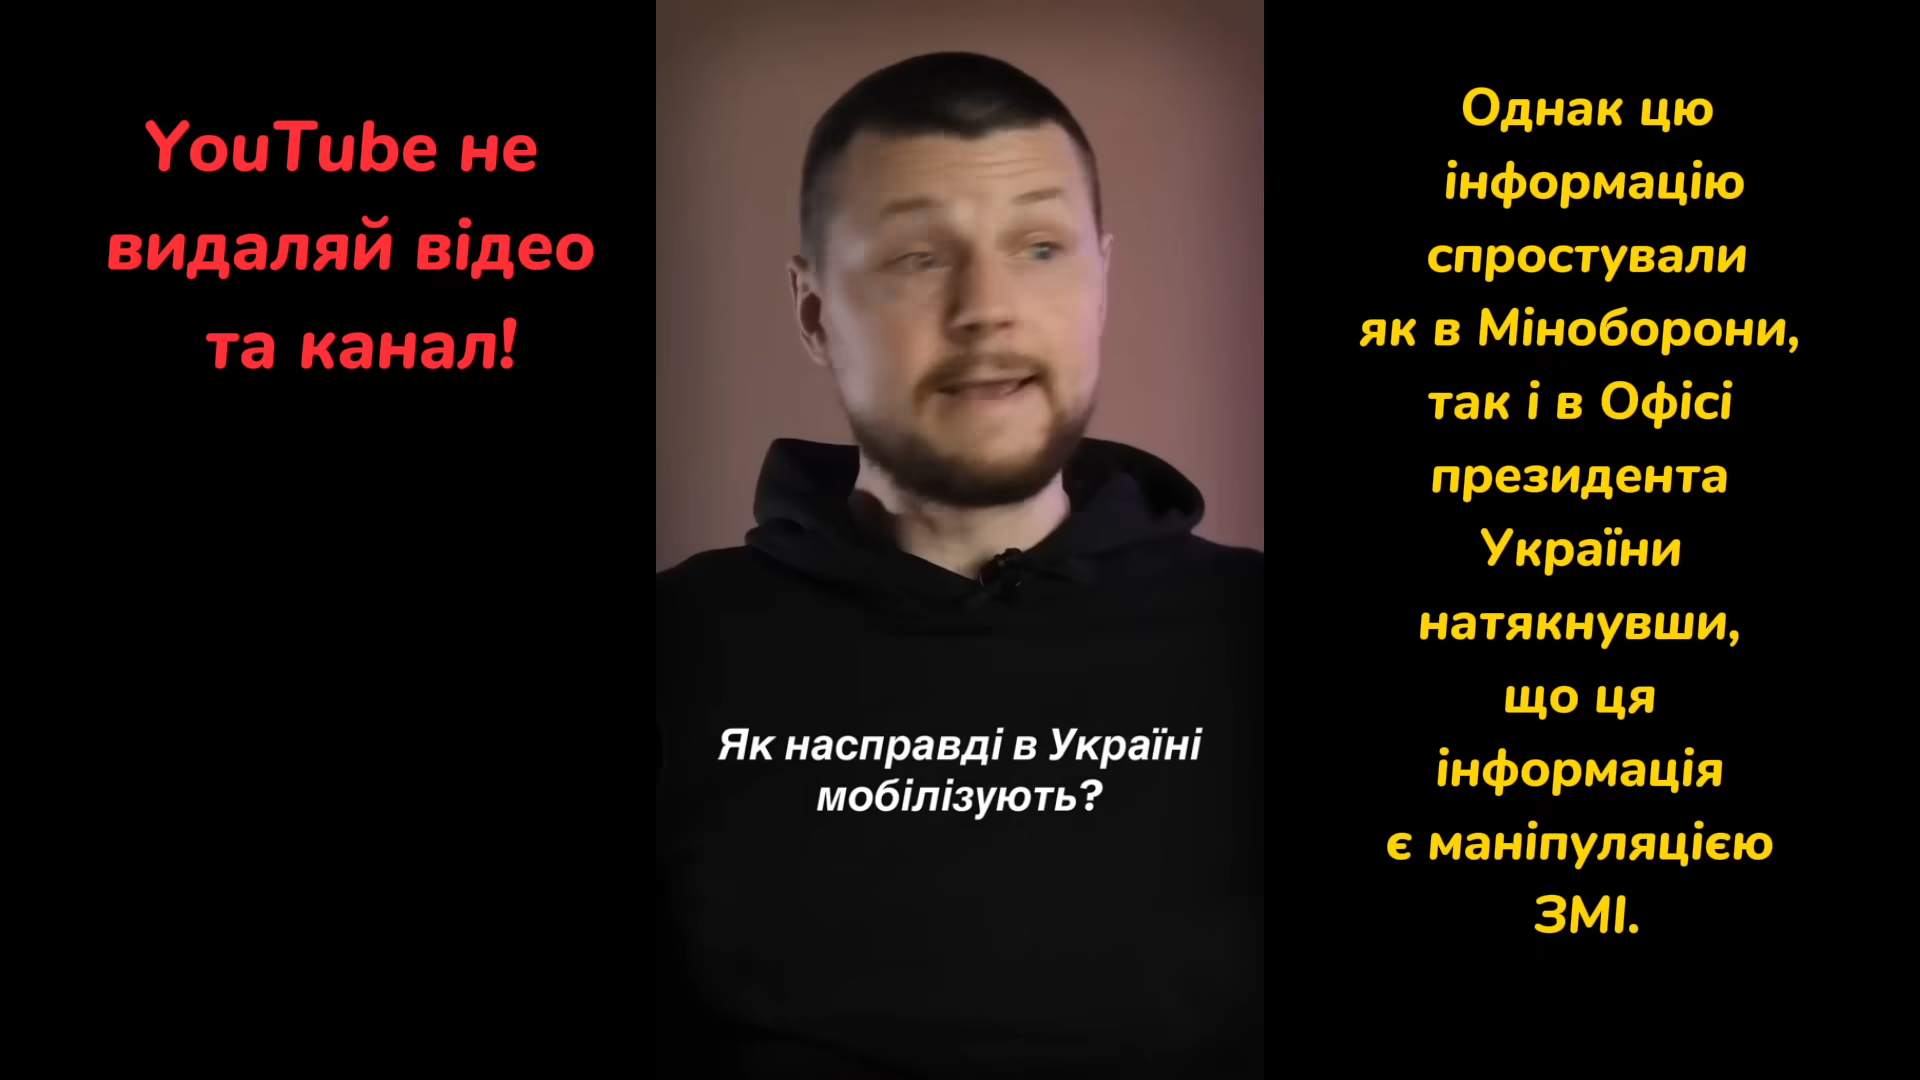 YouTube не
видаляй відео
та канал!
Як насправді в Україні
мобілізують?
Однак цю
інформацію
спростували
як в Міноборони,
так і в Офісі
президента
України
натякнувши,
що ця
інформація
є маніпуляцією
ЗМІ.